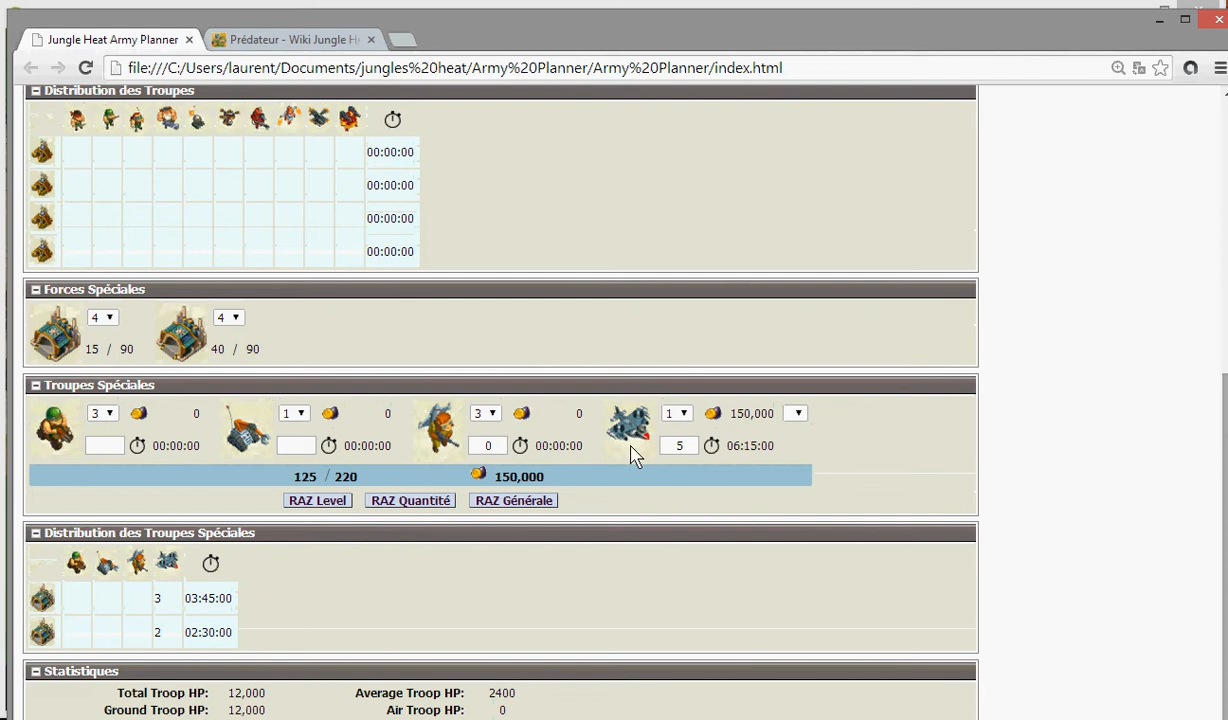 Jungle Heat Army Planner × Prédateur - Wiki Jungle H ×
file:///C:/Users/laurent/Documents/jungles%20heat/Army%20Planner/Army%20Planner/index.html
Distribution des Troupes
00:00:00
00:00:00
00:00:00
00:00:00
Forces Spéciales
4 4
15 / 90 40 / 90
Troupes Spéciales
3 0 1 0 3 0 1 150,000
00:00:00 00:00:00 0 00:00:00 5 06:15:00
125 / 220 150,000
RAZ Level RAZ Quantité RAZ Générale
Distribution des Troupes Spéciales
3 03:45:00
2 02:30:00
Statistiques
Total Troop HP: 12,000 Average Troop HP: 2400
Ground Troop HP: 12,000 Air Troop HP: 0